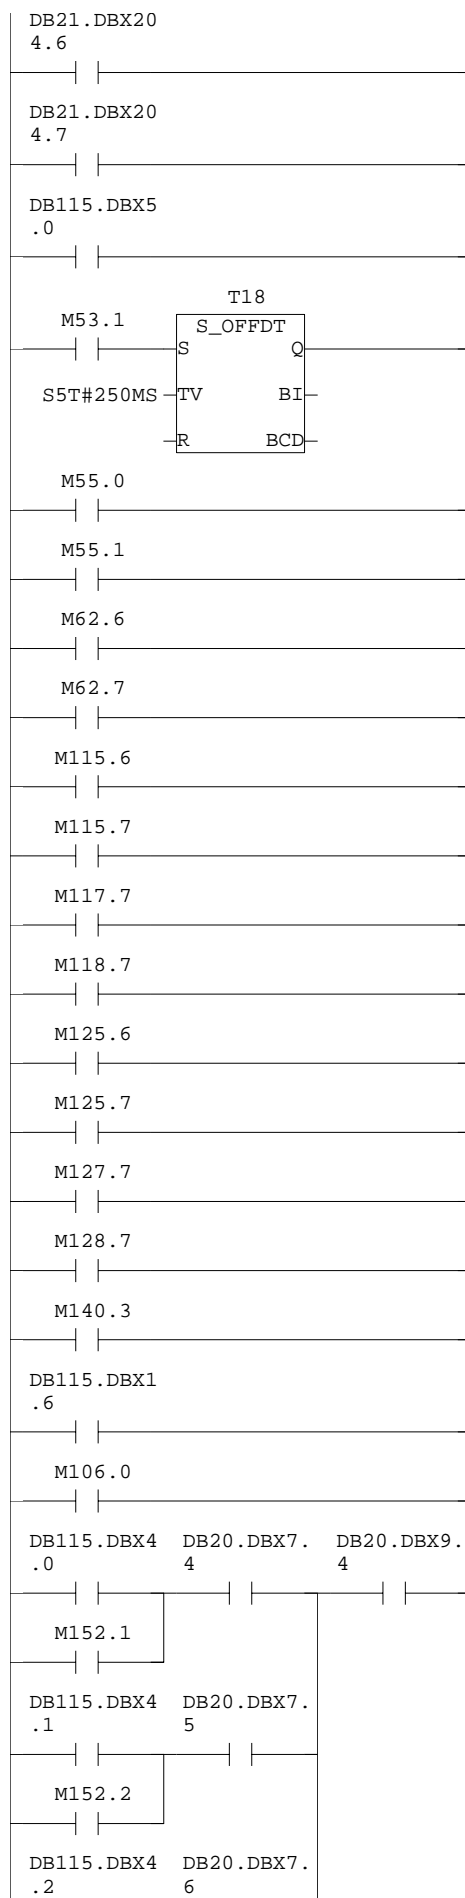 DB21.DBX20
4.6
DB21.DBX20
4.7
DB115.DBX5
.0
T18
M53.1
S_OFFDT
S Q
S5T#250MS TV BI
R BCD
M55.0
M55.1
M62.6
M62.7
M115.6
M115.7
M117.7
M118.7
M125.6
M125.7
M127.7
M128.7
M140.3
DB115.DBX1
.6
M106.0
DB115.DBX4 DB20.DBX7. DB20.DBX9.
.0 4 4
M152.1
DB115.DBX4 DB20.DBX7.
.1 5
M152.2
DB115.DBX4 DB20.DBX7.
.2 6